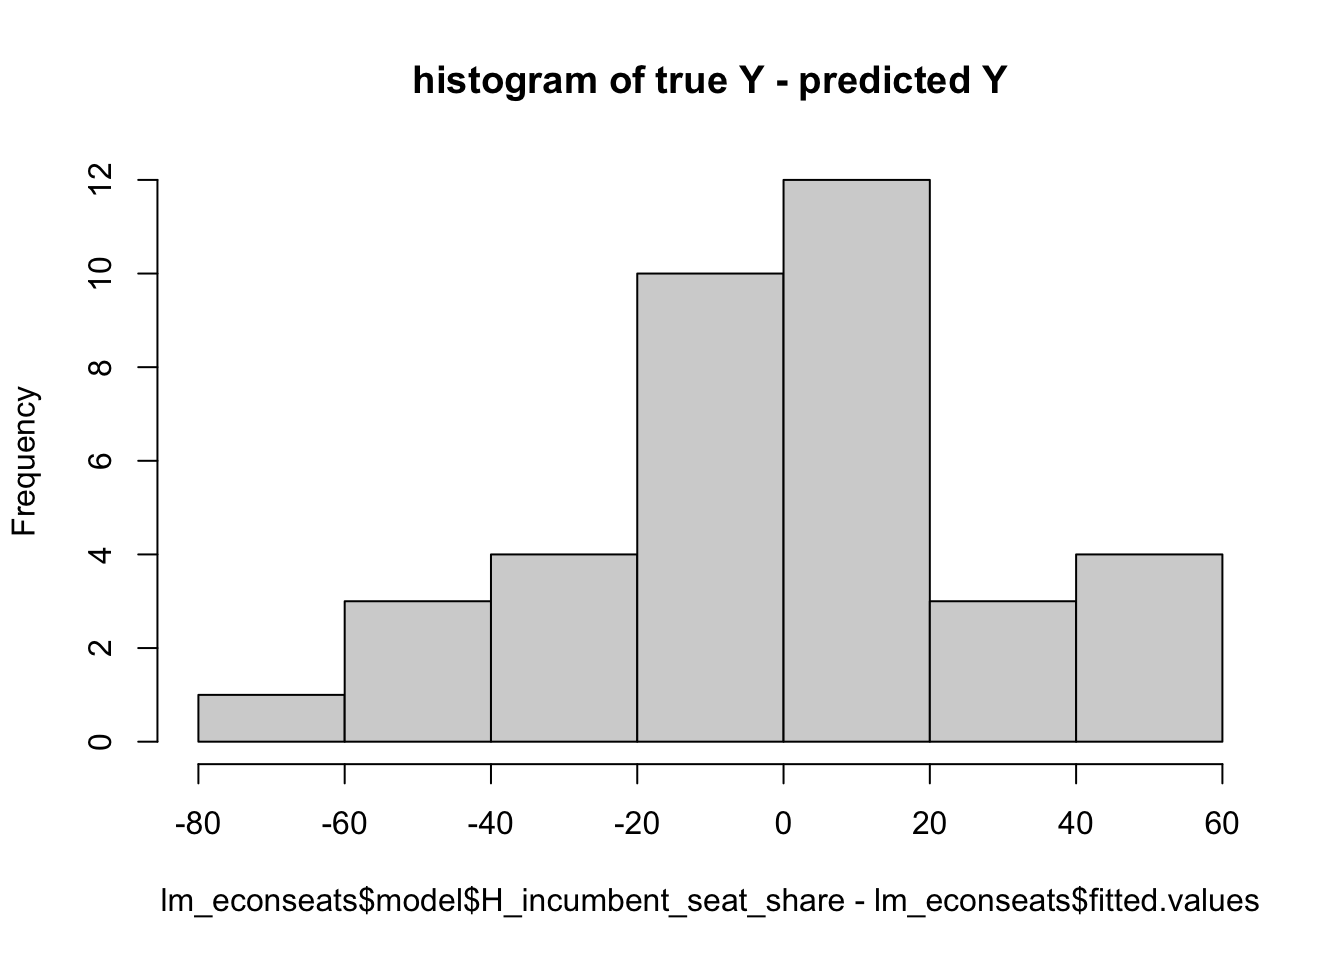 histogram of true Y - predicted Y
12
10
8
6
4
2
0
Frequency
-80 -60 -40 -20 0 20 40 60
lm_econseats$model$H_incumbent_seat_share - lm_econseats$fitted.values